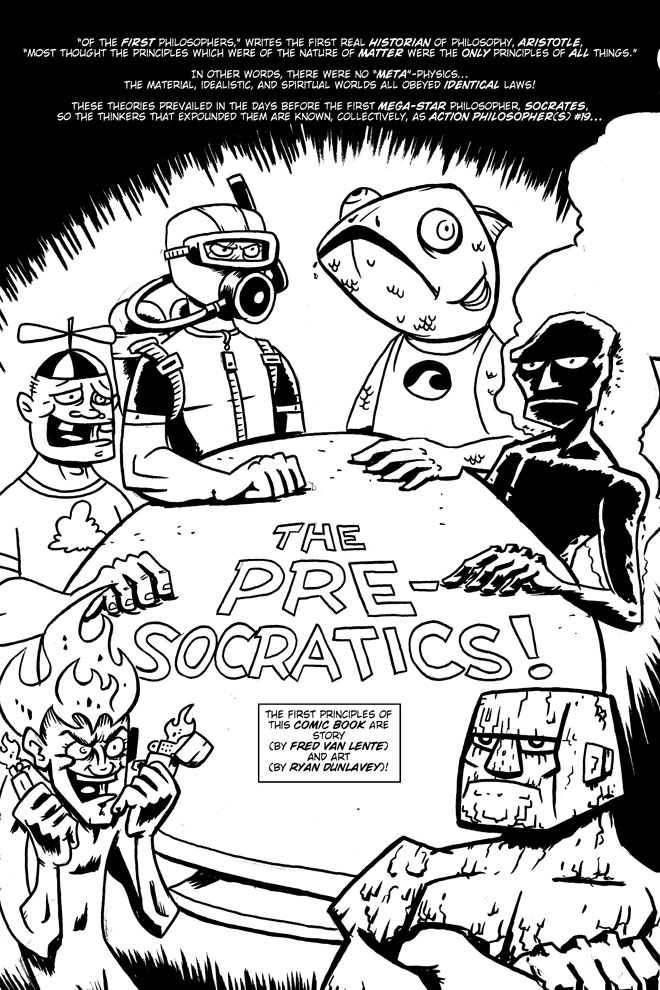 "OF THE FIRST PHILOSOPHERS," WRITES THE FIRST REAL HISTORIAN OF PHILOSOPHY, ARISTOTLE,
"MOST THOUGHT THE PRINCIPLES WHICH WERE OF THE NATURE OF MATTER WERE THE ONLY PRINCIPLES OF ALL THINGS."
IN OTHER WORDS, THERE WERE NO "META"-PHYSICS...
THE MATERIAL, IDEALISTIC, AND SPIRITUAL WORLDS ALL OBEYED IDENTICAL LAWS!
THESE THEORIES PREVAILED IN THE DAYS BEFORE THE FIRST MEGA-STAR PHILOSOPHER, SOCRATES,
SO THE THINKERS THAT EXPOUNDED THEM ARE KNOWN, COLLECTIVELY, AS ACTION PHILOSOPHER(S) #19...
THE
PRE-
SOCRATICS!
THE FIRST PRINCIPLES OF
THIS COMIC BOOK ARE
STORY
(BY FRED VAN LENTE)
AND ART
(BY RYAN DUNLAVEY)!